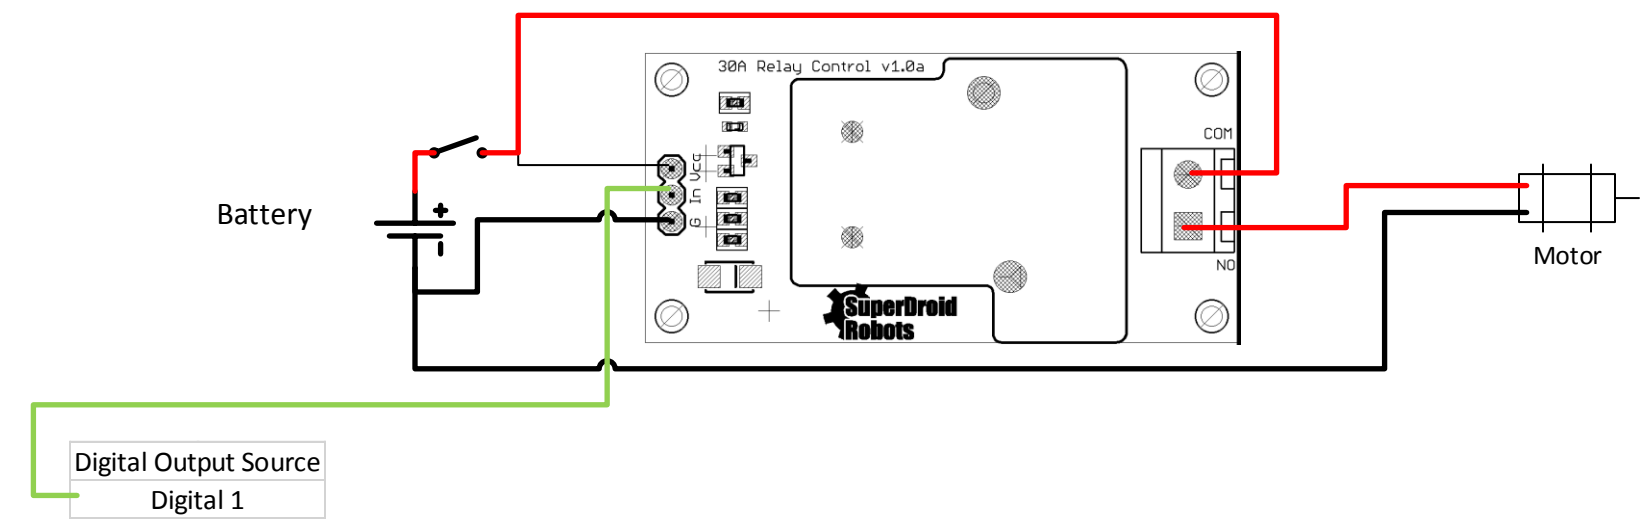 30A Relay Control v1.0a
COM
Vcc
In
G
Battery
+
-
NO
Motor
SuperDroid
Robots
Digital Output Source
Digital 1